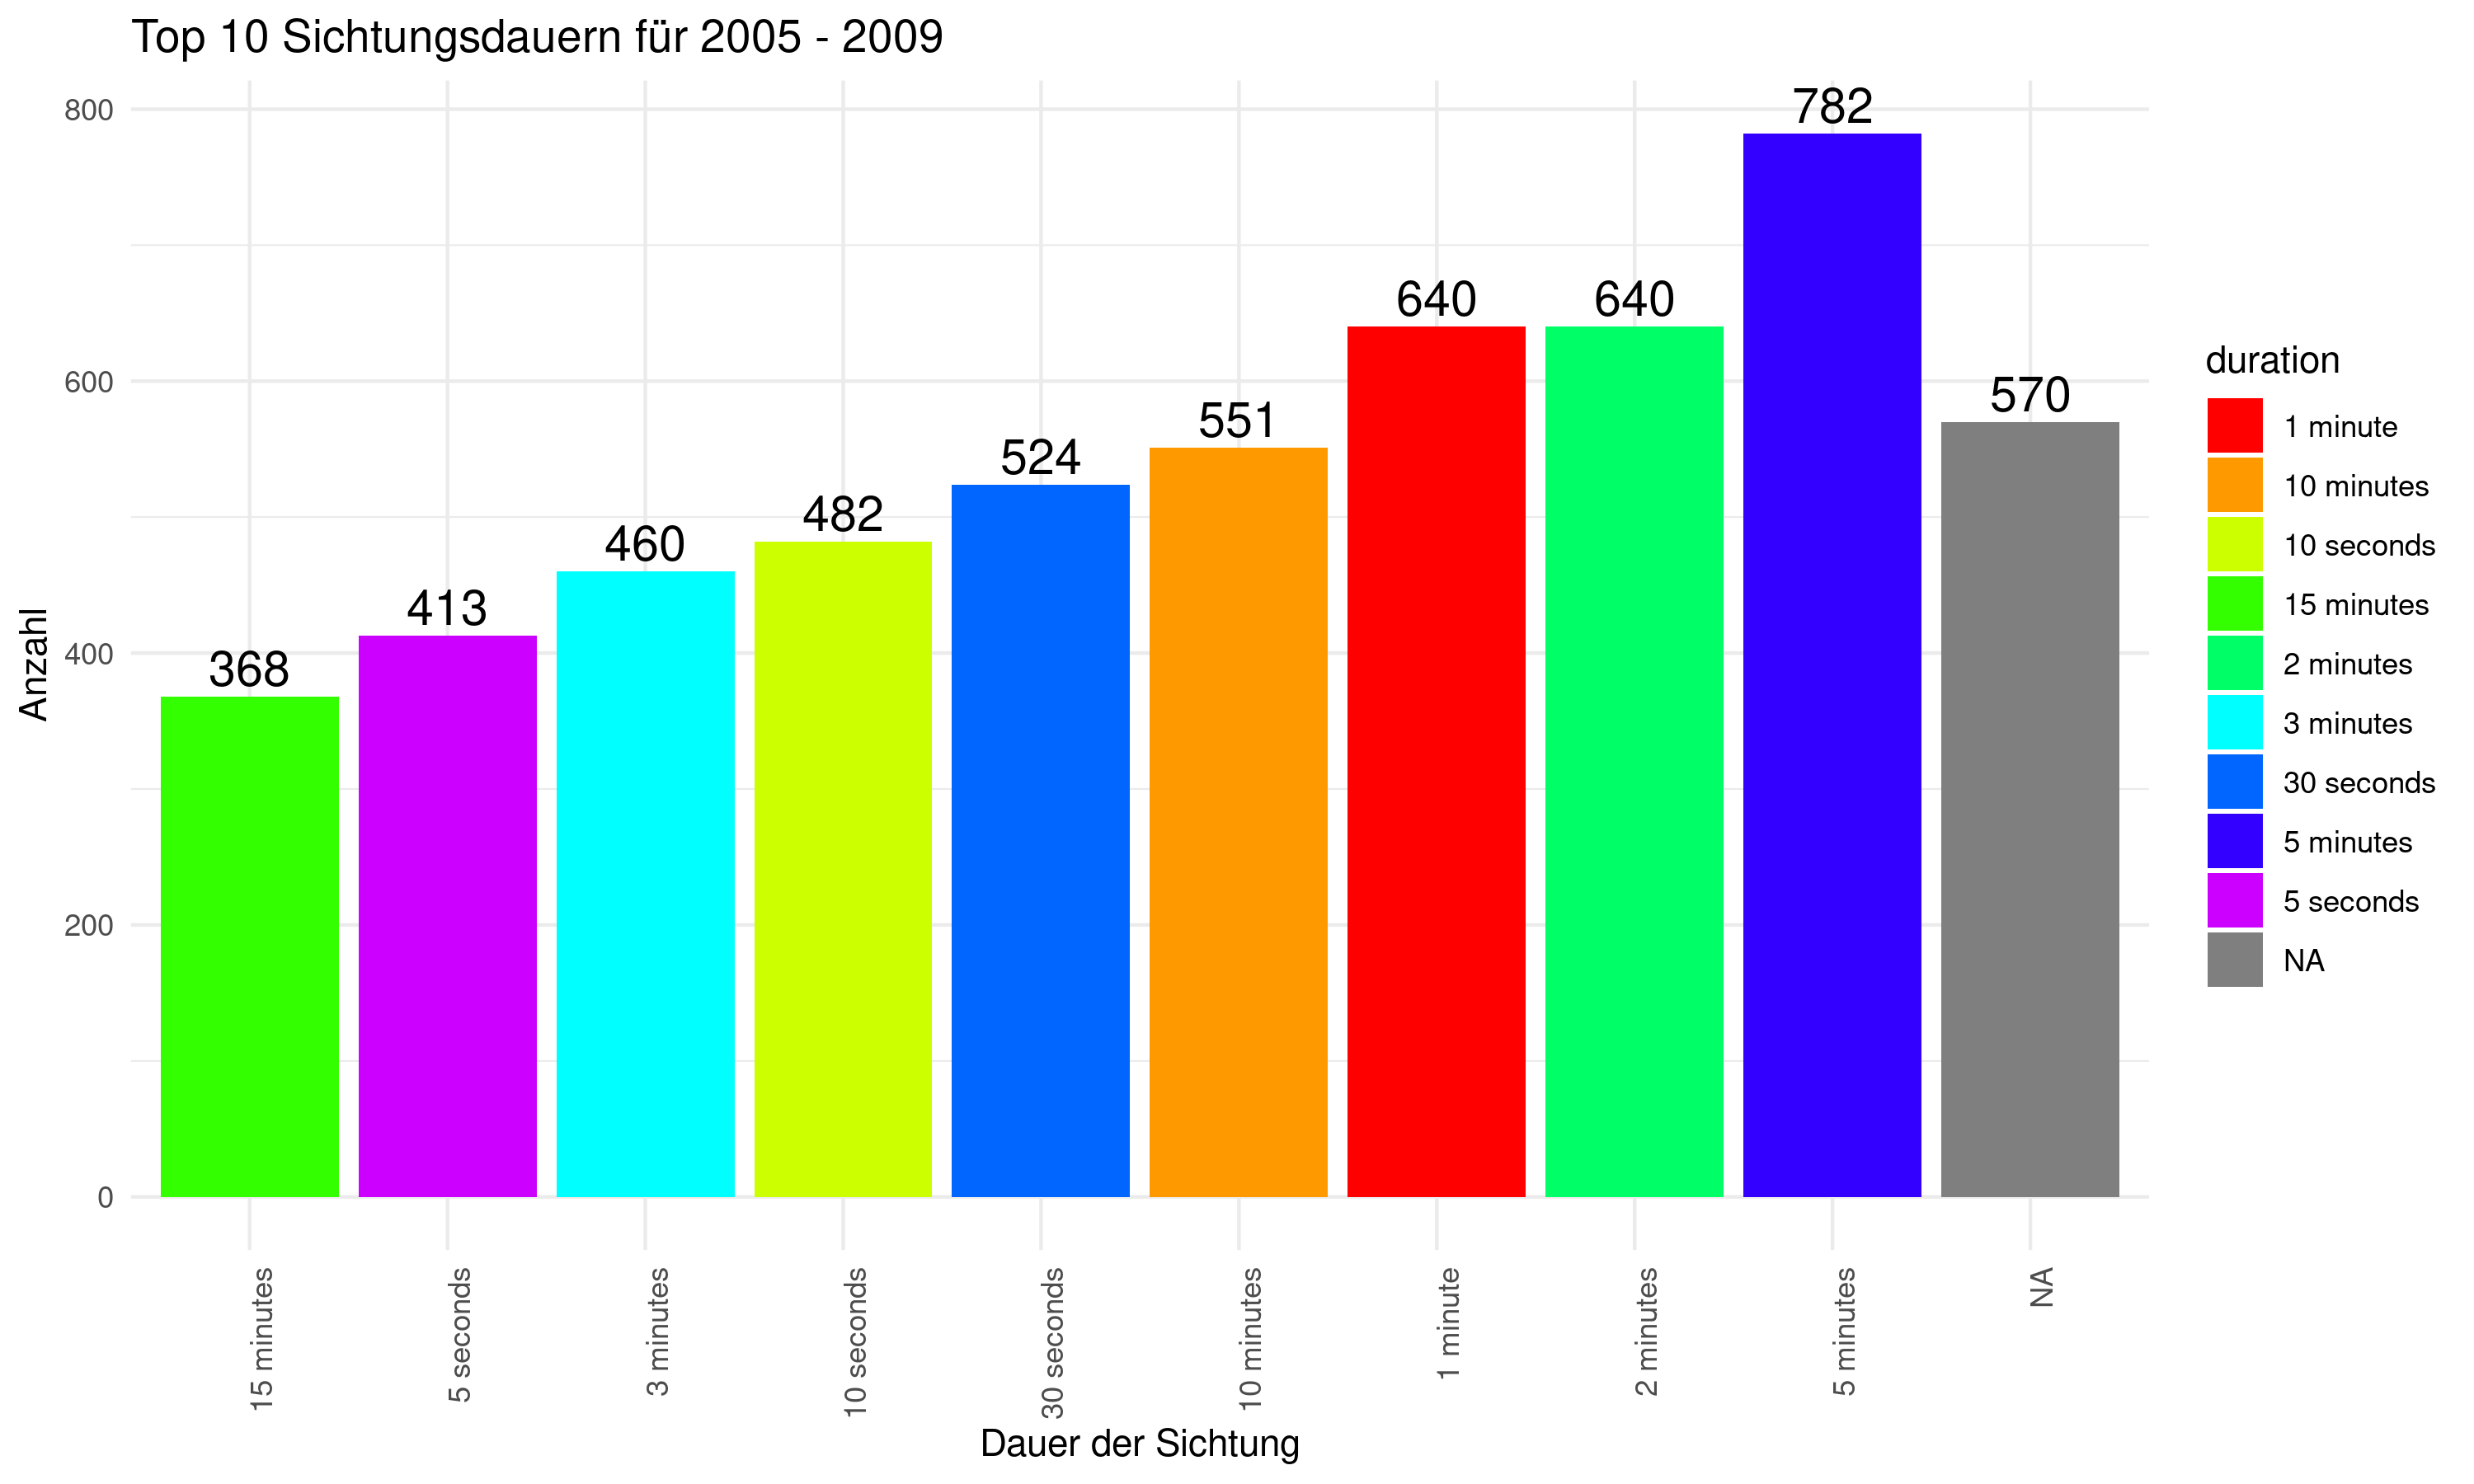 Top 10 Sichtungsdauern für 2005 - 2009
Anzahl
800
600
400
200
0
368
413
460
482
524
551
640
640
782
570
15 minutes
5 seconds
3 minutes
10 seconds
30 seconds
10 minutes
1 minute
2 minutes
5 minutes
NA
Dauer der Sichtung
duration
1 minute
10 minutes
10 seconds
15 minutes
2 minutes
3 minutes
30 seconds
5 minutes
5 seconds
NA